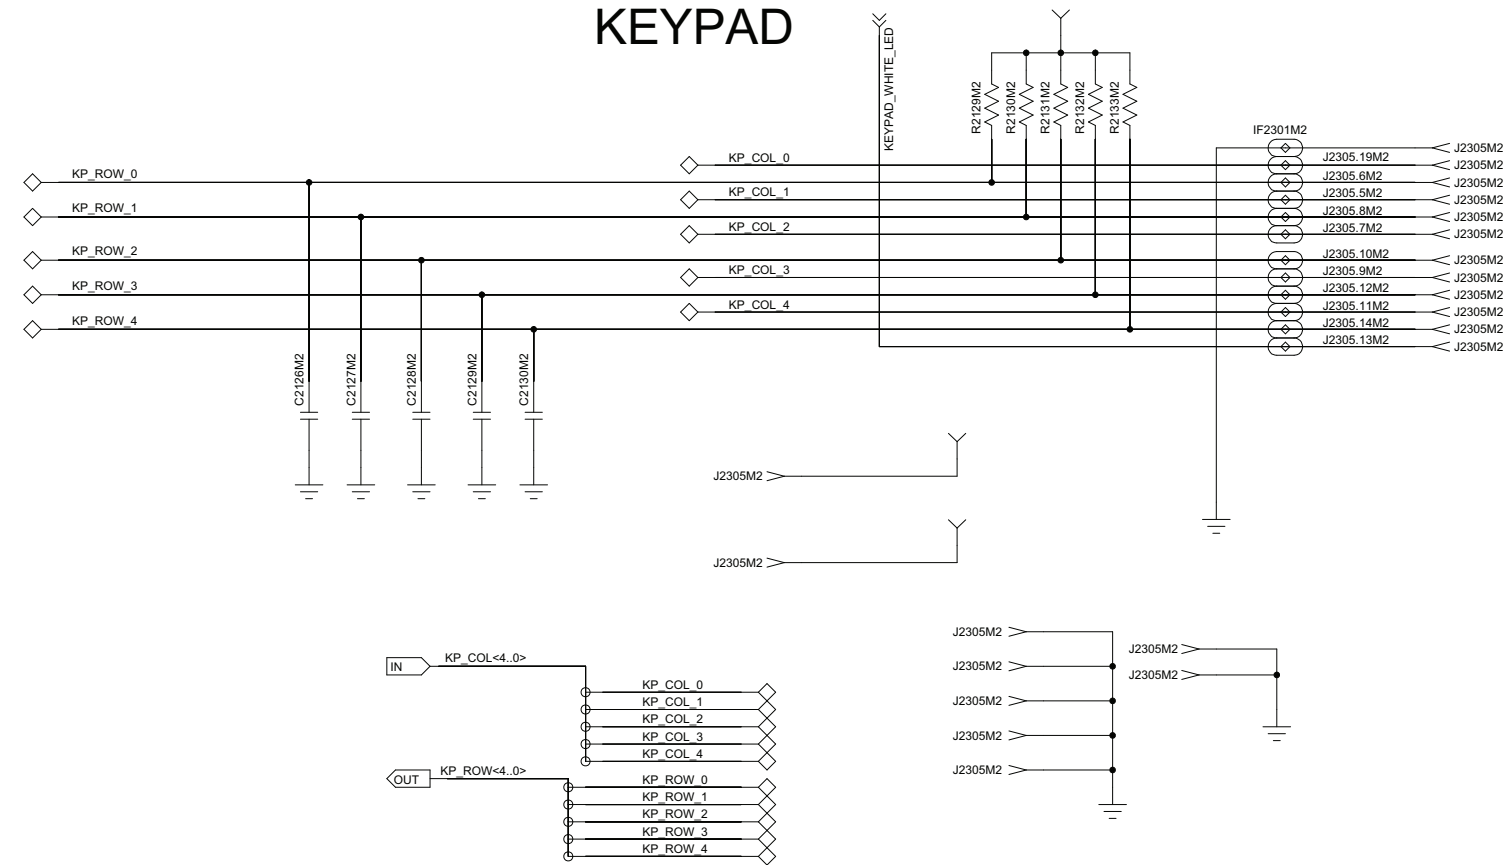 KEYPAD
KEYPAD_WHITE_LED
R2129M2
R2130M2
R2131M2
R2132M2
R2133M2
IF2301M2
J2305M2
KP_COL_0
J2305.19M2
J2305M2
KP_ROW_0
J2305.6M2
J2305M2
KP_COL_1
J2305.5M2
J2305M2
KP_ROW_1
J2305.8M2
J2305M2
KP_COL_2
J2305.7M2
J2305M2
KP_ROW_2
J2305.10M2
J2305M2
KP_COL_3
J2305.9M2
J2305M2
KP_ROW_3
J2305.12M2
J2305M2
KP_COL_4
J2305.11M2
J2305M2
KP_ROW_4
J2305.14M2
J2305M2
J2305.13M2
J2305M2
C2126M2
C2127M2
C2128M2
C2129M2
C2130M2
J2305M2
J2305M2
IN
KP_COL<4..0>
KP_COL_0
KP_COL_1
KP_COL_2
KP_COL_3
KP_COL_4
OUT
KP_ROW<4..0>
KP_ROW_0
KP_ROW_1
KP_ROW_2
KP_ROW_3
KP_ROW_4
J2305M2
J2305M2
J2305M2
J2305M2
J2305M2
J2305M2
J2305M2